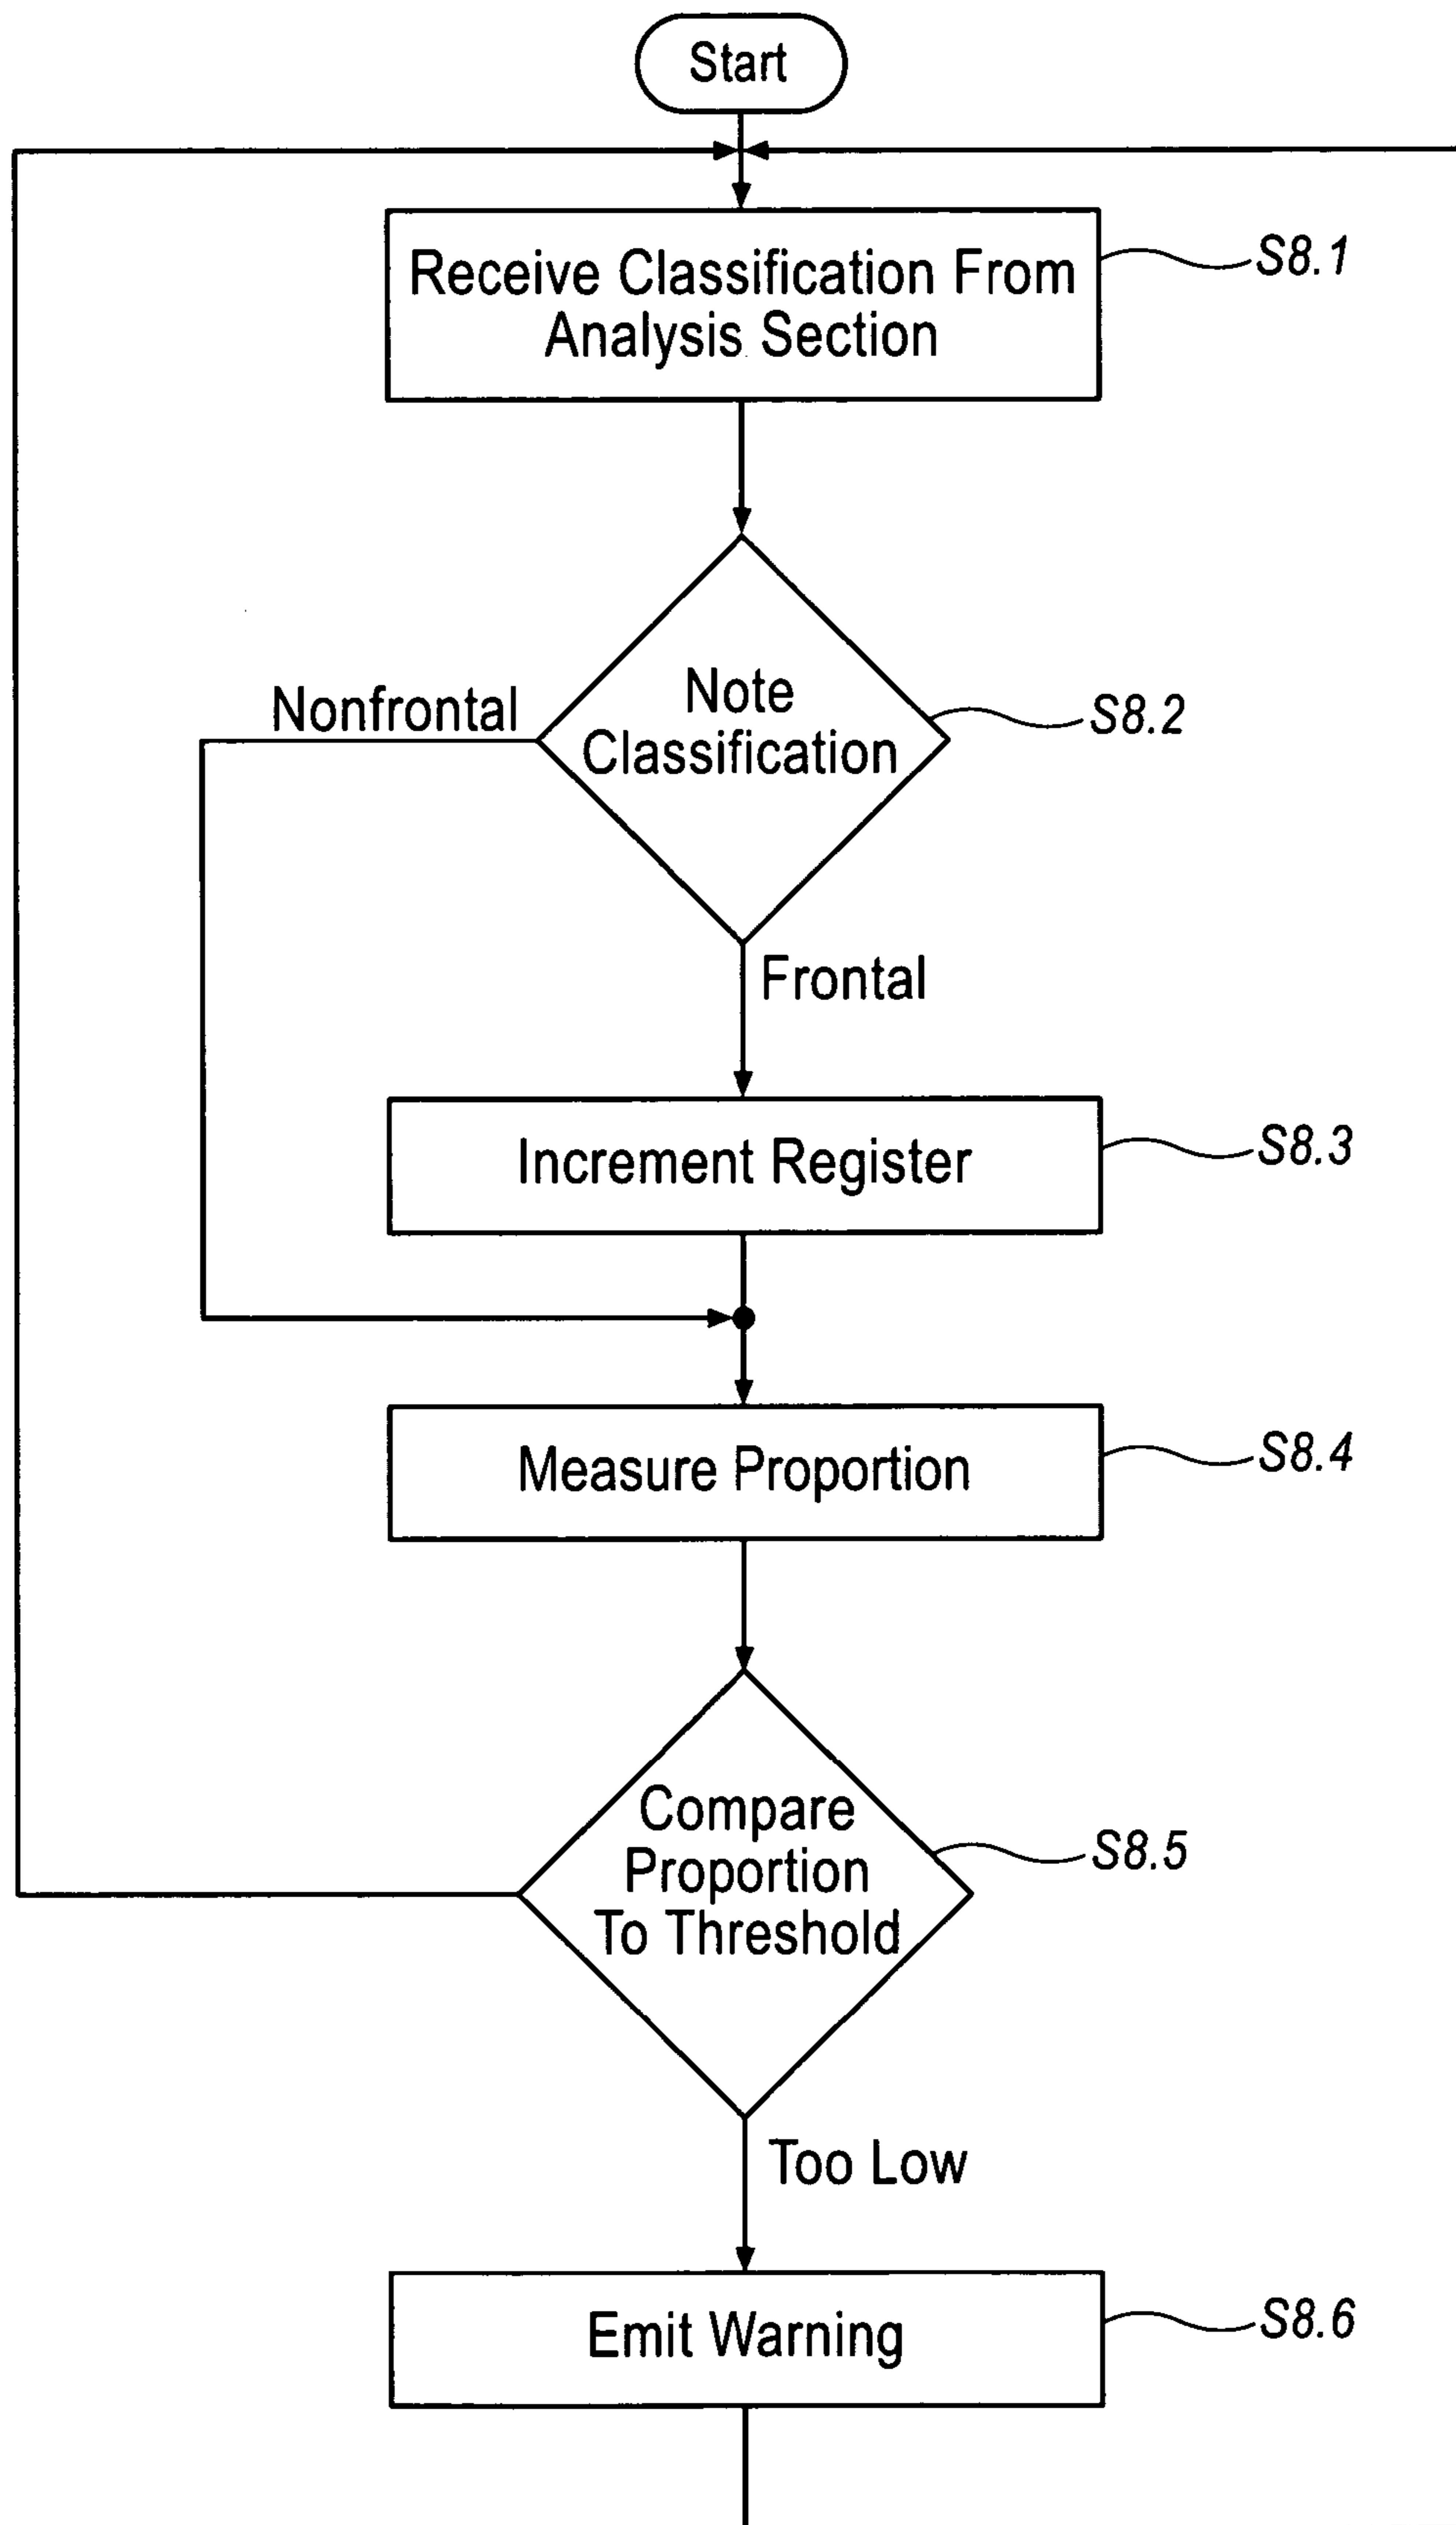 Start
Receive Classification From
Analysis Section
S8.1
Note
Classification
S8.2
Nonfrontal
Frontal
Increment Register
S8.3
Measure Proportion
S8.4
Compare
Proportion
To Threshold
S8.5
Too Low
Emit Warning
S8.6